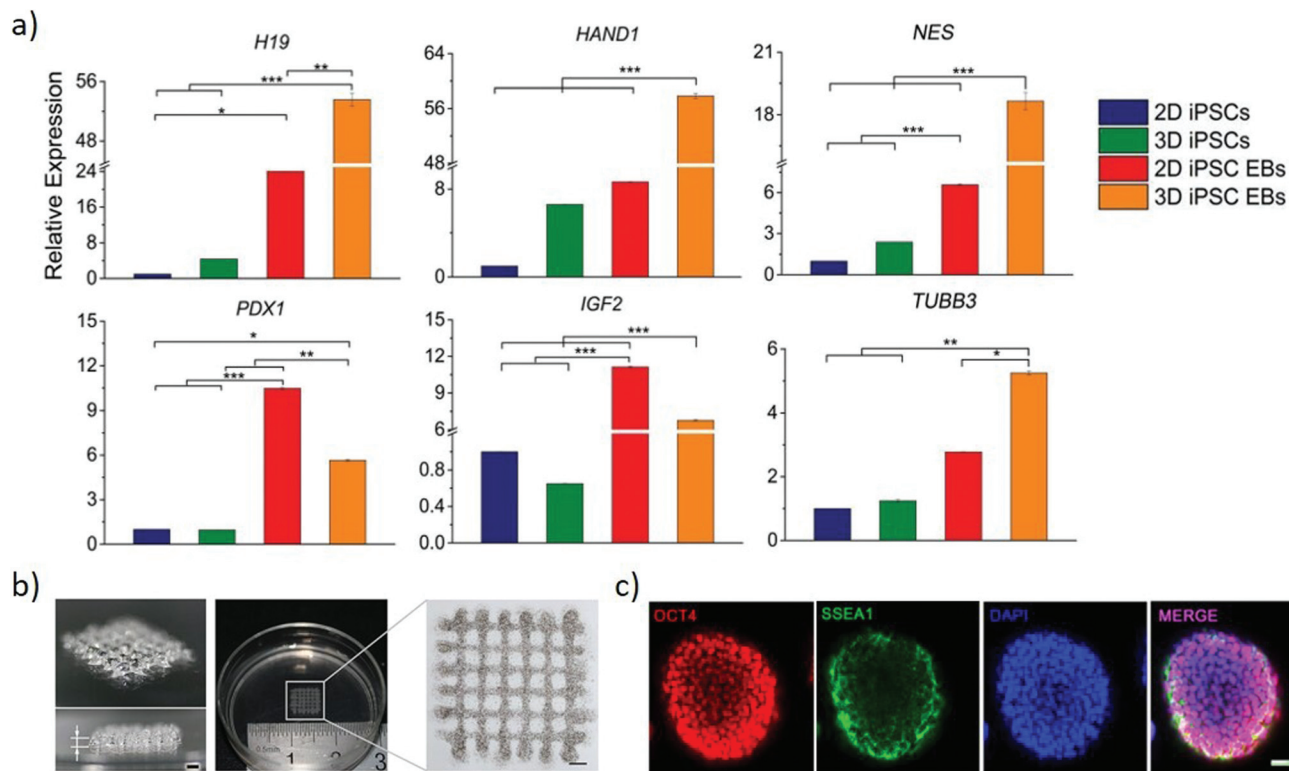 a)
H19
HAND1
NES
Relative Expression
56
48
24
16
8
0
***
**
*
64
56
48
8
0
***
21
18
6
3
0
***
***
2D iPSCs
3D iPSCs
2D iPSC EBs
3D iPSC EBs
PDX1
IGF2
TUBB3
15
12
9
6
3
0
*
**
***
15
12
9
6
0.8
0.4
0.0
***
***
6
4
2
0
**
*
b)
0.5mm
1
2
3
c)
OCT4
SSEA1
DAPI
MERGE